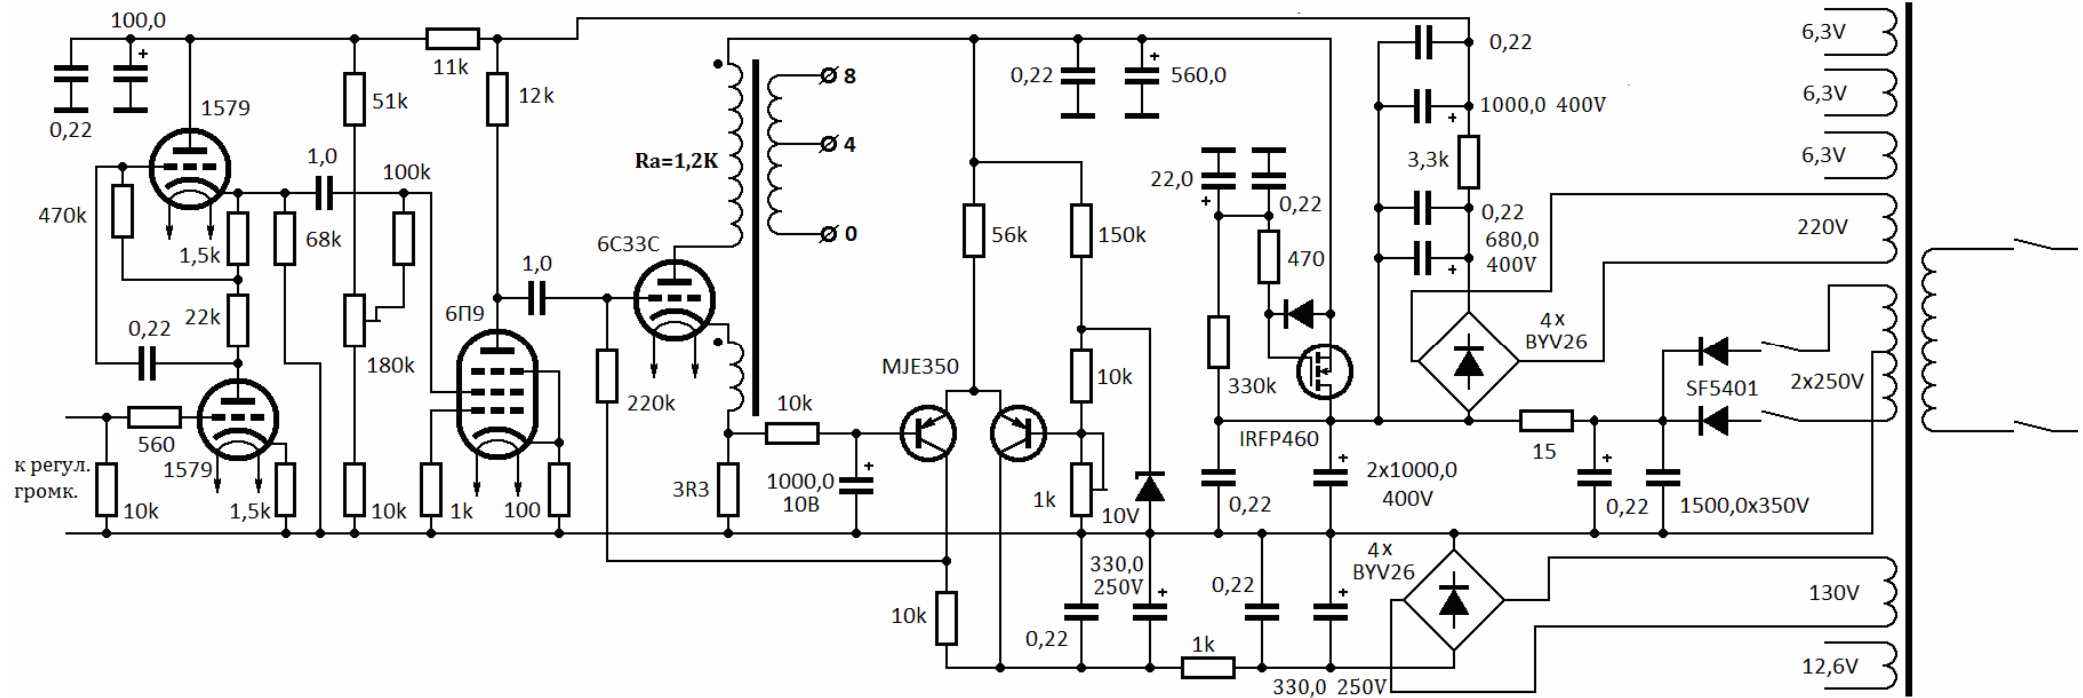 100,0
0,22
1579
11k
51k
12k
470k
1,0
100k
1,5k
68k
0,22
22k
180k
560
1579
к регул.
громк.
10k
1,5k
10k
1k
100
6П9
1,0
6С33С
220k
Ra=1,2K
8
4
0
3R3
10k
1000,0
10В
MJE350
56k
150k
10k
1k
10V
10k
0,22
330,0
250V
1k
0,22
330,0 250V
0,22
560,0
22,0
0,22
470
330k
IRFP460
0,22
2x1000,0
400V
0,22
1000,0 400V
3,3k
0,22
680,0
400V
4x
BYV26
15
SF5401
0,22
1500,0x350V
4x
BYV26
6,3V
6,3V
6,3V
220V
2x250V
130V
12,6V